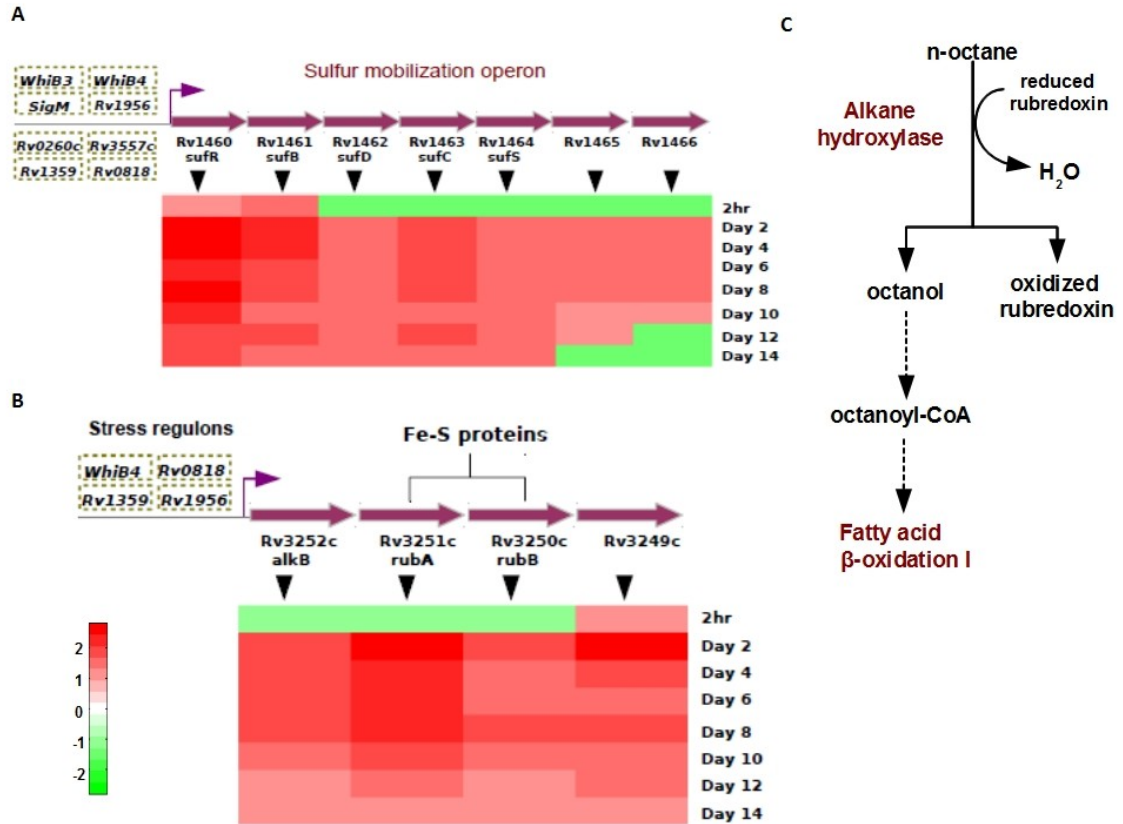 A
Sulfur mobilization operon
WhiB3 WhiB4
SigM Rv1956
Rv0260c Rv3557c
Rv1359 Rv0818
Rv1460 Rv1461 Rv1462 Rv1463 Rv1464 Rv1465 Rv1466
sufR sufB sufD sufC sufS
2hr
Day 2
Day 4
Day 6
Day 8
Day 10
Day 12
Day 14
B
Stress regulons
Fe-S proteins
WhiB4 Rv0818
Rv1359 Rv1956
Rv3252c Rv3251c Rv3250c Rv3249c
alkB rubA rubB
2hr
Day 2
Day 4
Day 6
Day 8
Day 10
Day 12
Day 14
2
1
0
-1
-2
C
n-octane
reduced
rubredoxin
Alkane
hydroxylase
H2O
octanol
oxidized
rubredoxin
octanoyl-CoA
Fatty acid
β-oxidation I